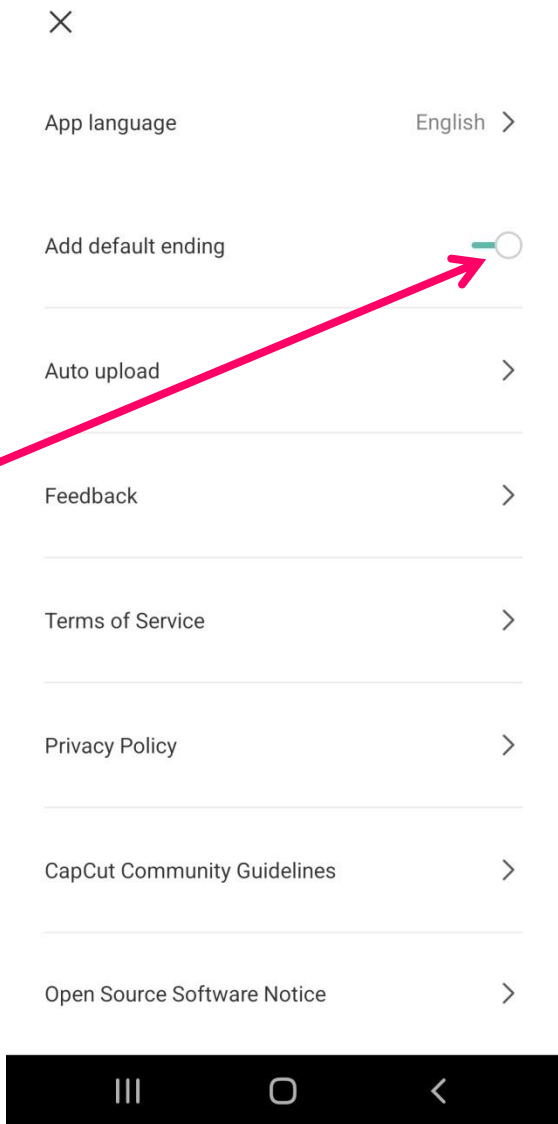 App language English
Add default ending
Auto upload
Feedback
Terms of Service
Privacy Policy
CapCut Community Guidelines
Open Source Software Notice